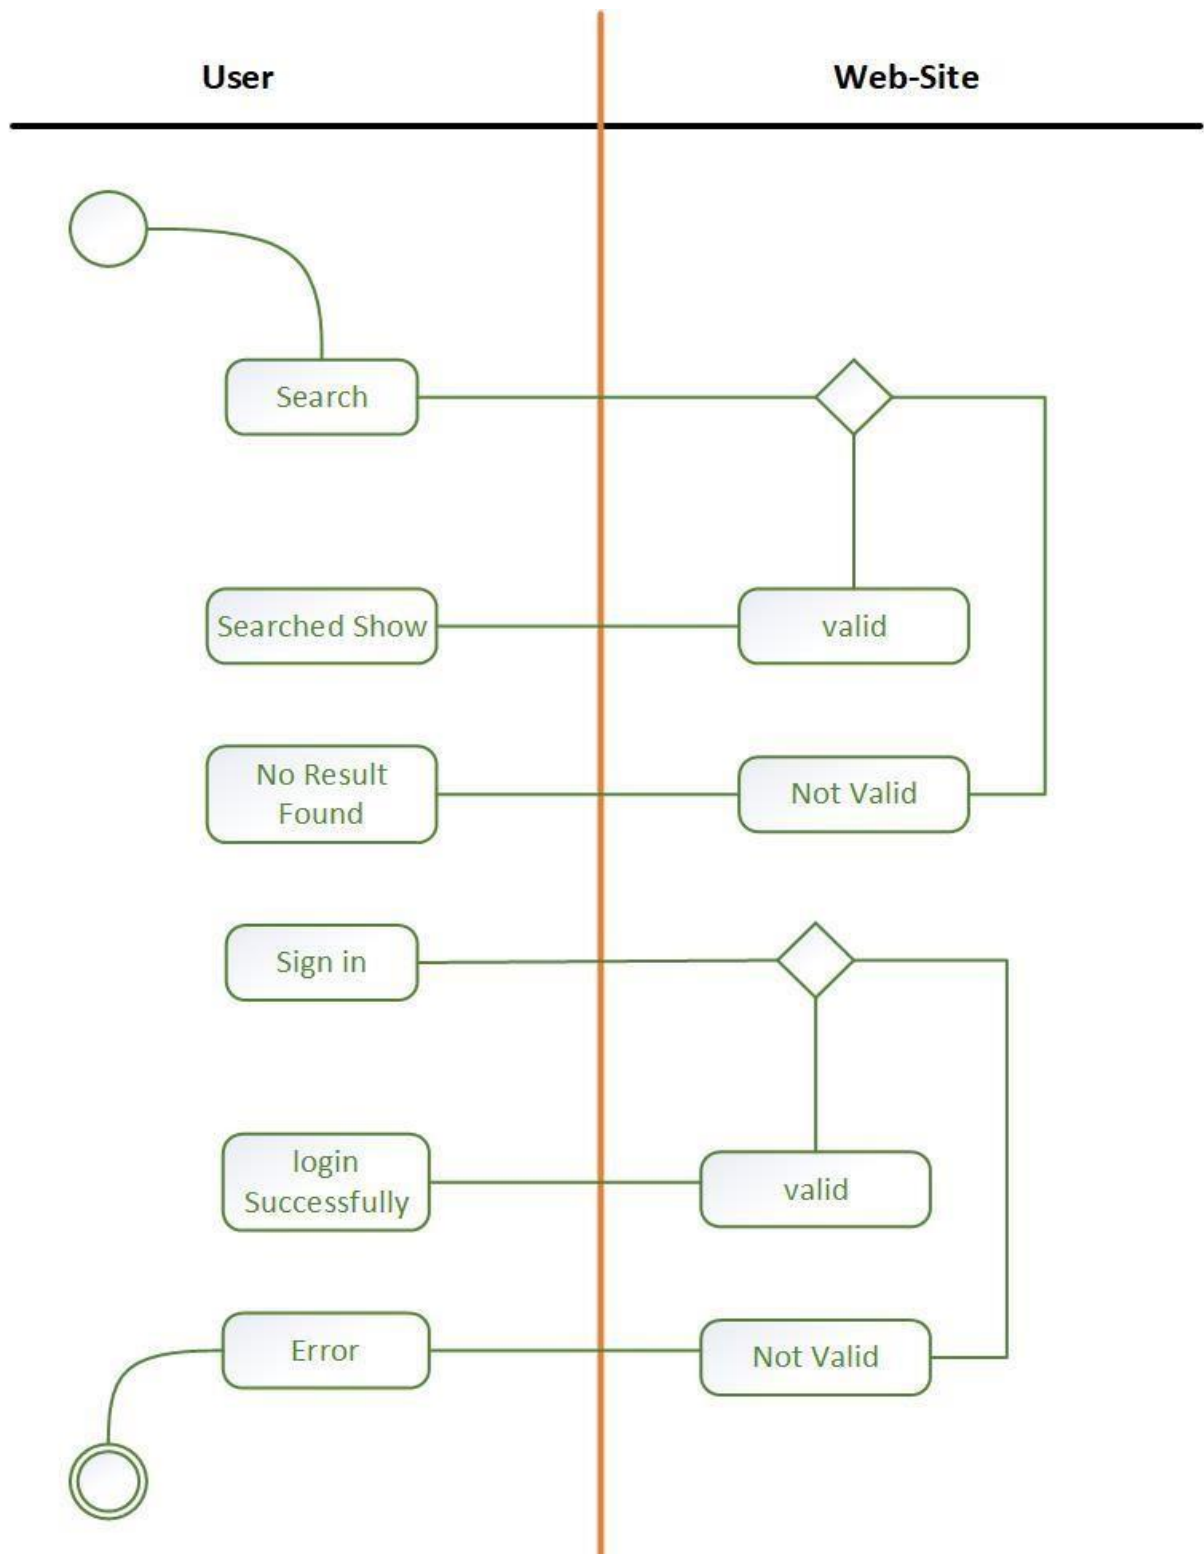 User
Web-Site
Search
Searched Show
valid
No Result
Found
Not Valid
Sign in
login
Successfully
valid
Error
Not Valid